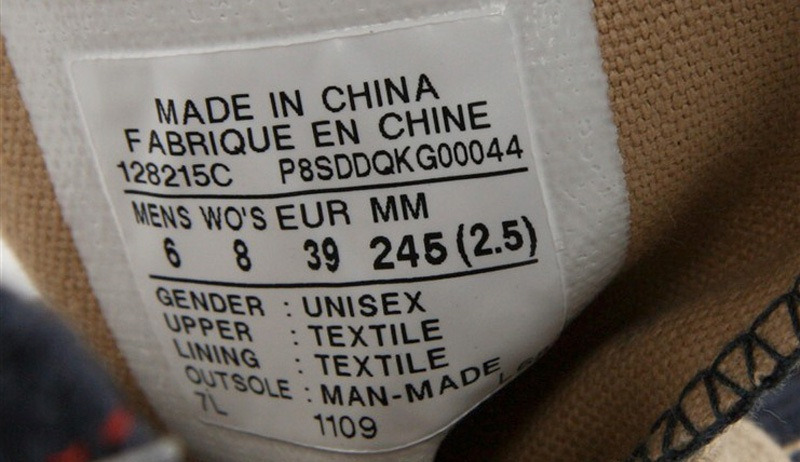 MADE IN CHINA
FABRIQUE EN CHINE
128215C P8SDDQKG00044
MENS WO'S EUR MM
6 8 39 245 (2.5)
GENDER : UNISEX
UPPER : TEXTILE
LINING : TEXTILE
OUTSOLE : MAN-MADE
7L 1109